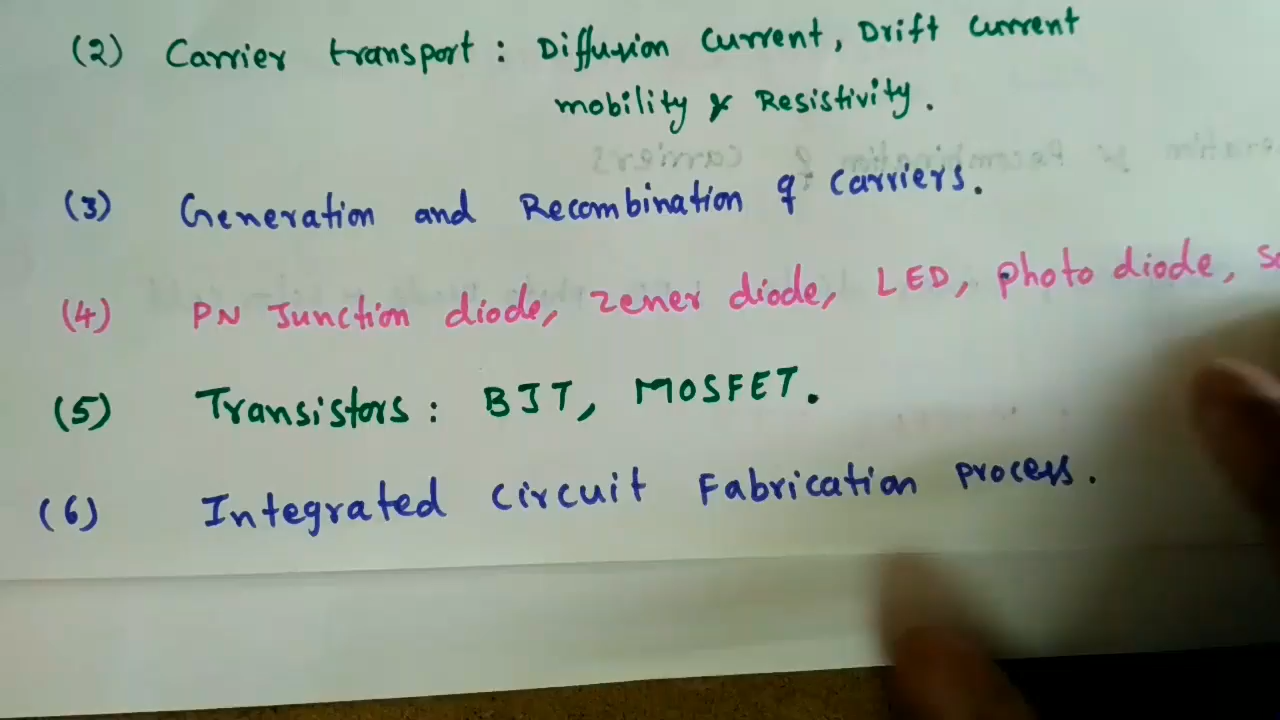 (2) Carrier transport : Diffusion Current, Drift Current
mobility & Resistivity.
(3) Generation and Recombination of Carriers.
(4) PN Junction diode, zener diode, LED, photo diode,
(5) Transistors : BJT, MOSFET.
(6) Integrated Circuit Fabrication process.